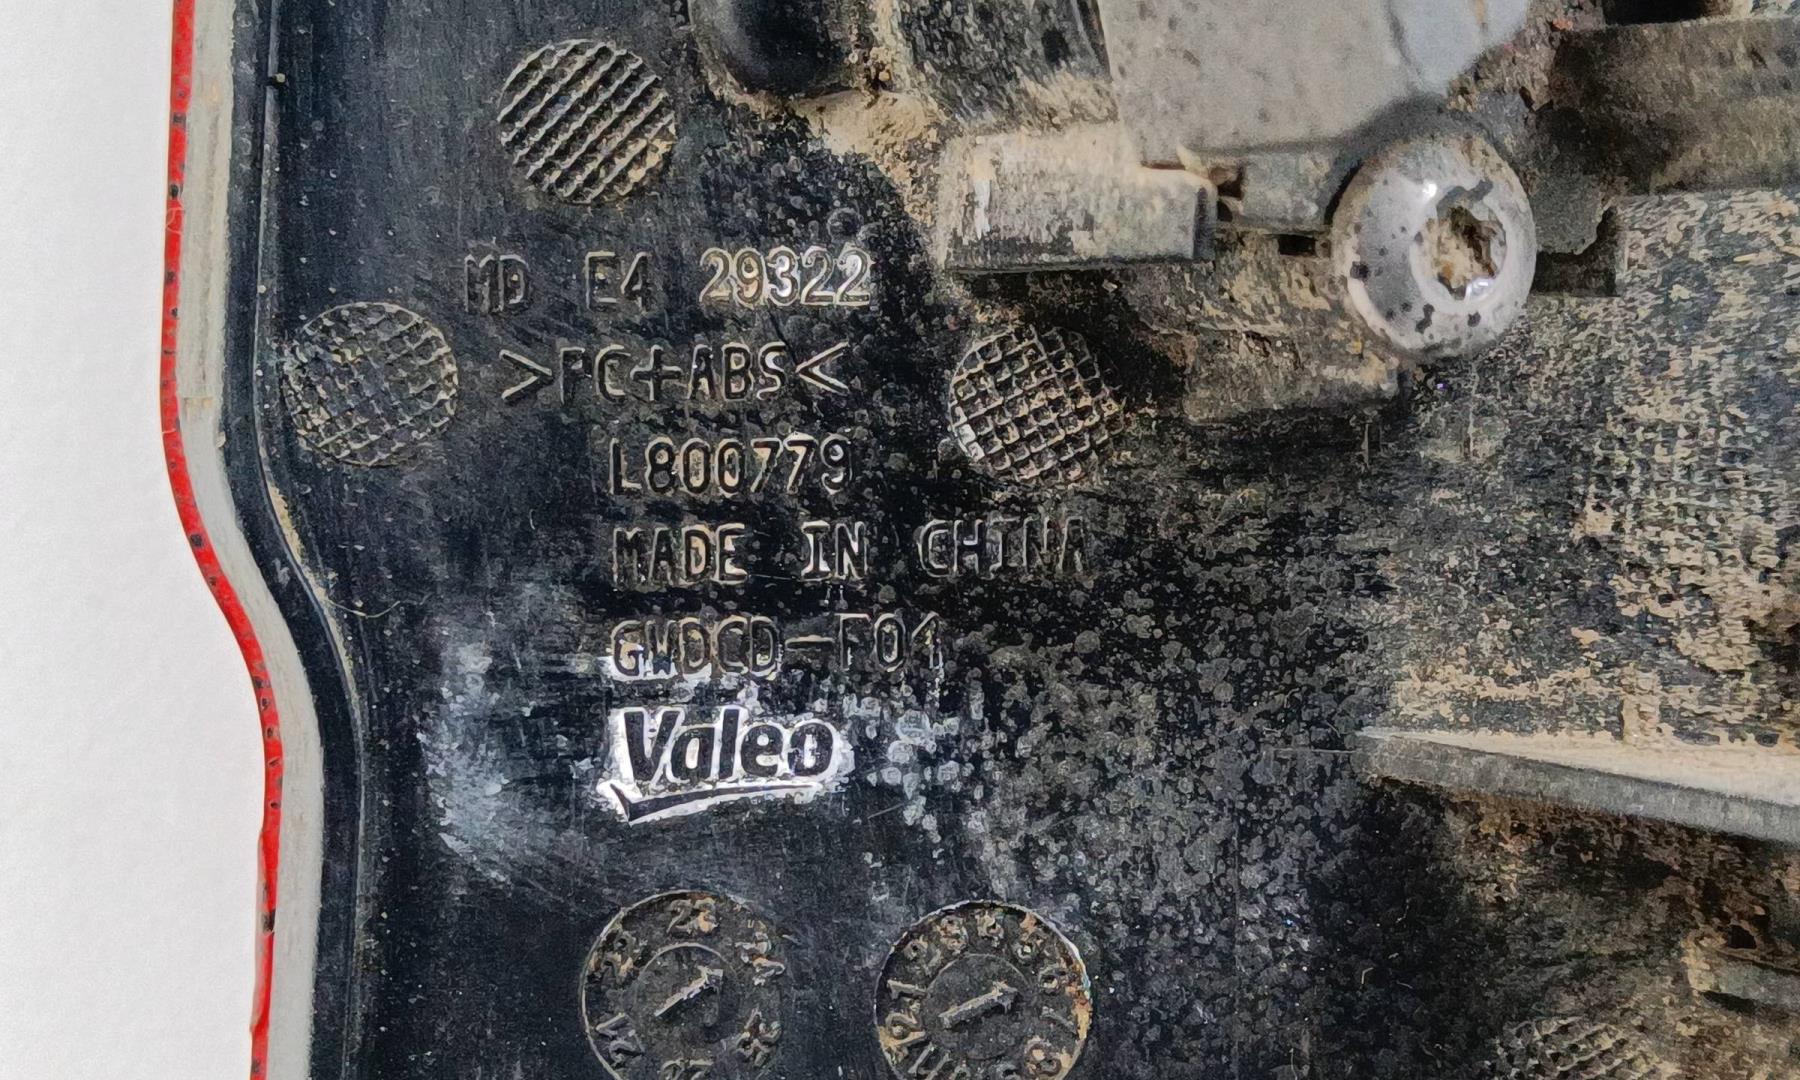 MD E4 29322
>PC+ABS<
L800779
MADE IN CHINA
GWDCD-F01
Valeo